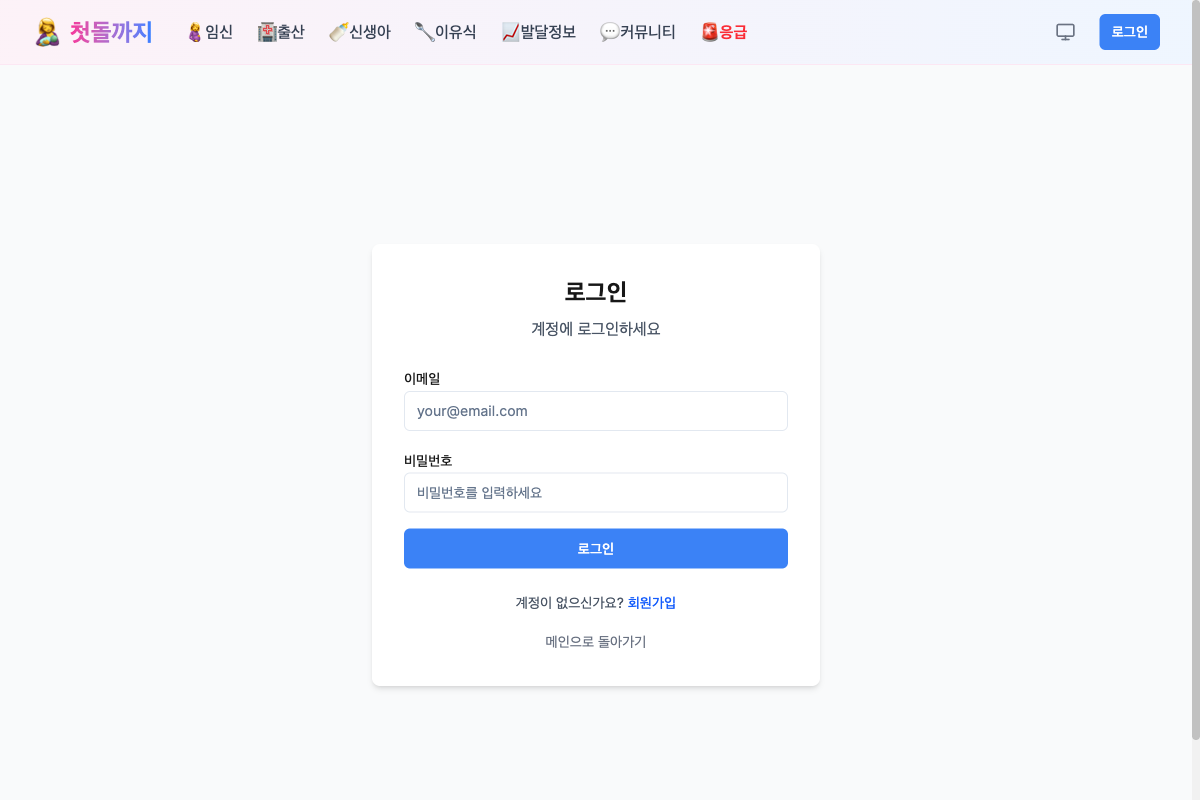 첫돌까지
임신
출산
신생아
이유식
발달정보
커뮤니티
응급
로그인
로그인
계정에 로그인하세요
이메일
your@email.com
비밀번호
비밀번호를 입력하세요
로그인
계정이 없으신가요? 회원가입
메인으로 돌아가기